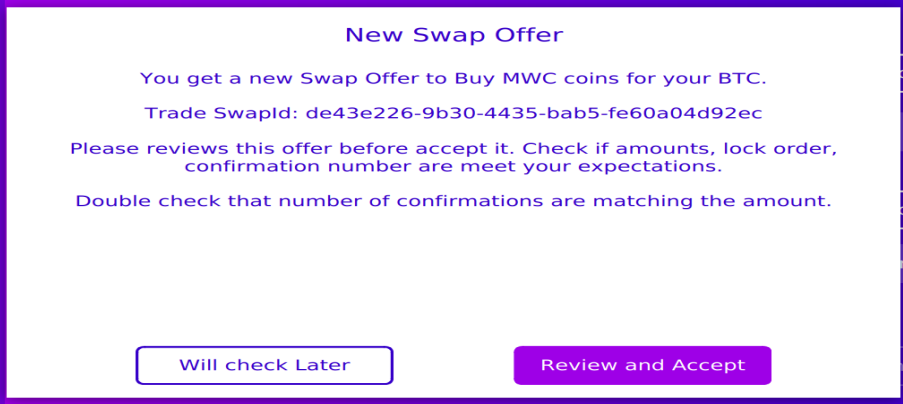 New Swap Offer
You get a new Swap Offer to Buy MWC coins for your BTC.
Trade SwapId: de43e226-9b30-4435-bab5-fe60a04d92ec
Please reviews this offer before accept it. Check if amounts, lock order,
confirmation number are meet your expectations.
Double check that number of confirmations are matching the amount.
Will check Later
Review and Accept